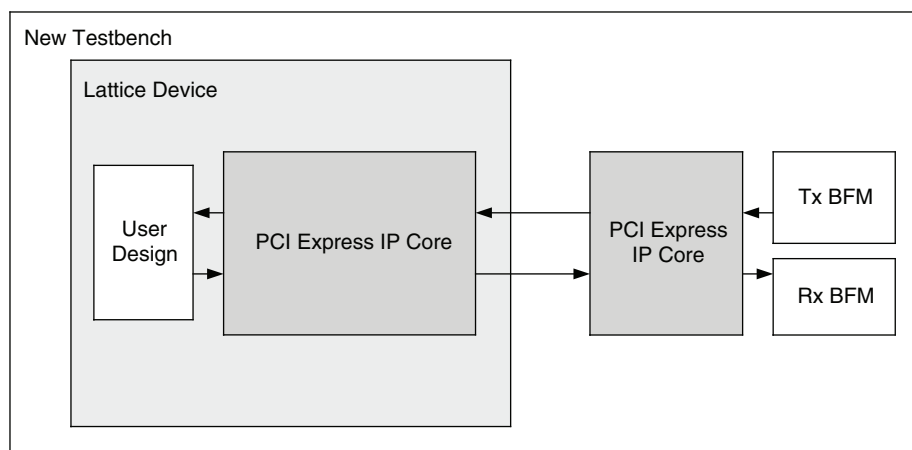 New Testbench
Lattice Device
User
Design
PCI Express IP Core
PCI Express
IP Core
Tx BFM
Rx BFM